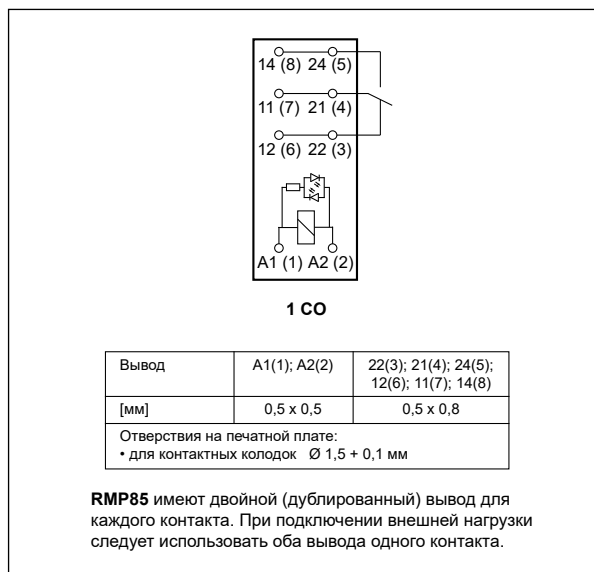 14 (8) 24 (5)
11 (7) 21 (4)
12 (6) 22 (3)
A1 (1) A2 (2)
1 CO
Вывод A1(1); A2(2) 22(3); 21(4); 24(5);
12(6); 11(7); 14(8)
[мм] 0,5 x 0,5 0,5 x 0,8
Отверствия на печатной плате:
• для контактных колодок Ø 1,5 + 0,1 мм
RMP85 имеют двойной (дублированный) вывод для
каждого контакта. При подключении внешней нагрузки
следует использовать оба вывода одного контакта.